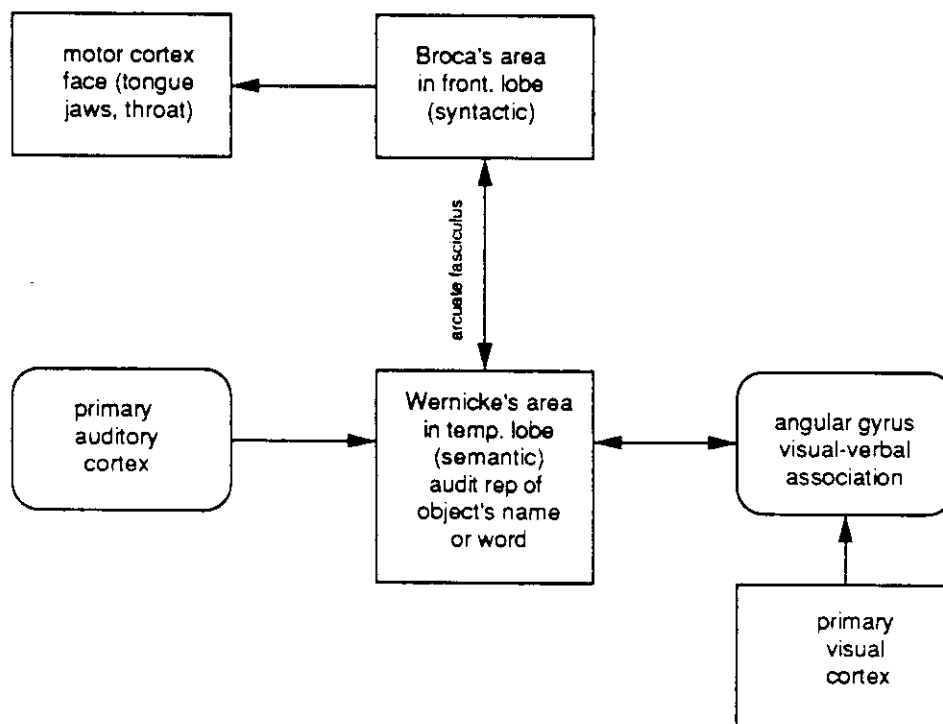 motor cortex
face (tongue
jaws, throat)
Broca's area
in front. lobe
(syntactic)
arcuate fasciculus
primary
auditory
cortex
Wernicke's area
in temp. lobe
(semantic)
audit rep of
object's name
or word
angular gyrus
visual-verbal
association
primary
visual
cortex